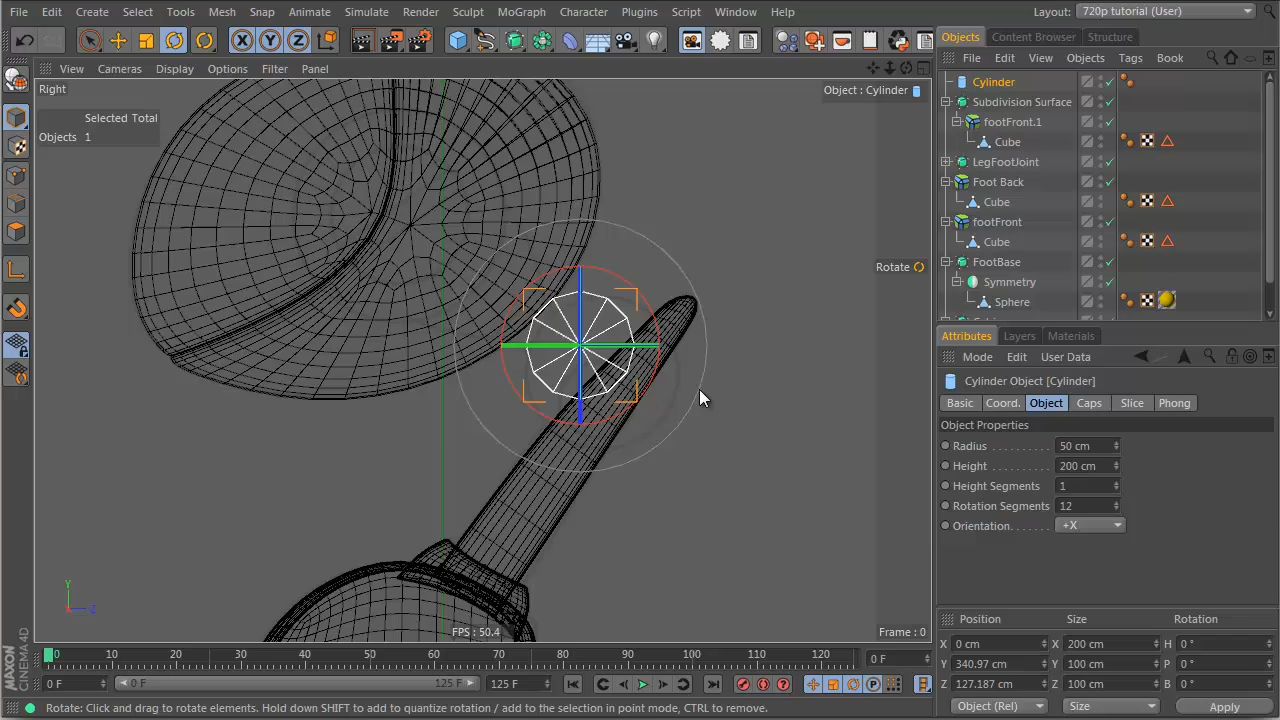 File Edit Create Select Tools Mesh Snap Animate Simulate Render Sculpt MoGraph Character Plugins Script Window Help Layout: 720p tutorial (User)
Objects Content Browser Structure
View Cameras Display Options Filter Panel
File Edit View Objects Tags Book
Right
Object : Cylinder
Selected Total
Objects 1
Rotate
Cylinder
Subdivision Surface
footFront.1
Cube
LegFootJoint
Foot Back
Cube
footFront
Cube
FootBase
Symmetry
Sphere
Attributes Layers Materials
Mode Edit User Data
Cylinder Object [Cylinder]
Basic Coord. Object Caps Slice Phong
Object Properties
Radius 50 cm
Height 200 cm
Height Segments 1
Rotation Segments 12
Orientation +X
Y
X Z
FPS : 50.4
Frame : 0
0 10 20 30 40 50 60 70 80 90 100 110 120 0 F
0 F 0 F 125 F 125 F
Position Size Rotation
X 0 cm X 200 cm H 0 °
Y 340.97 cm Y 100 cm P 0 °
Z 127.187 cm Z 100 cm B 0 °
Object (Rel) Size Apply
MAXON CINEMA4D
Rotate: Click and drag to rotate elements. Hold down SHIFT to add to quantize rotation / add to the selection in point mode, CTRL to remove.